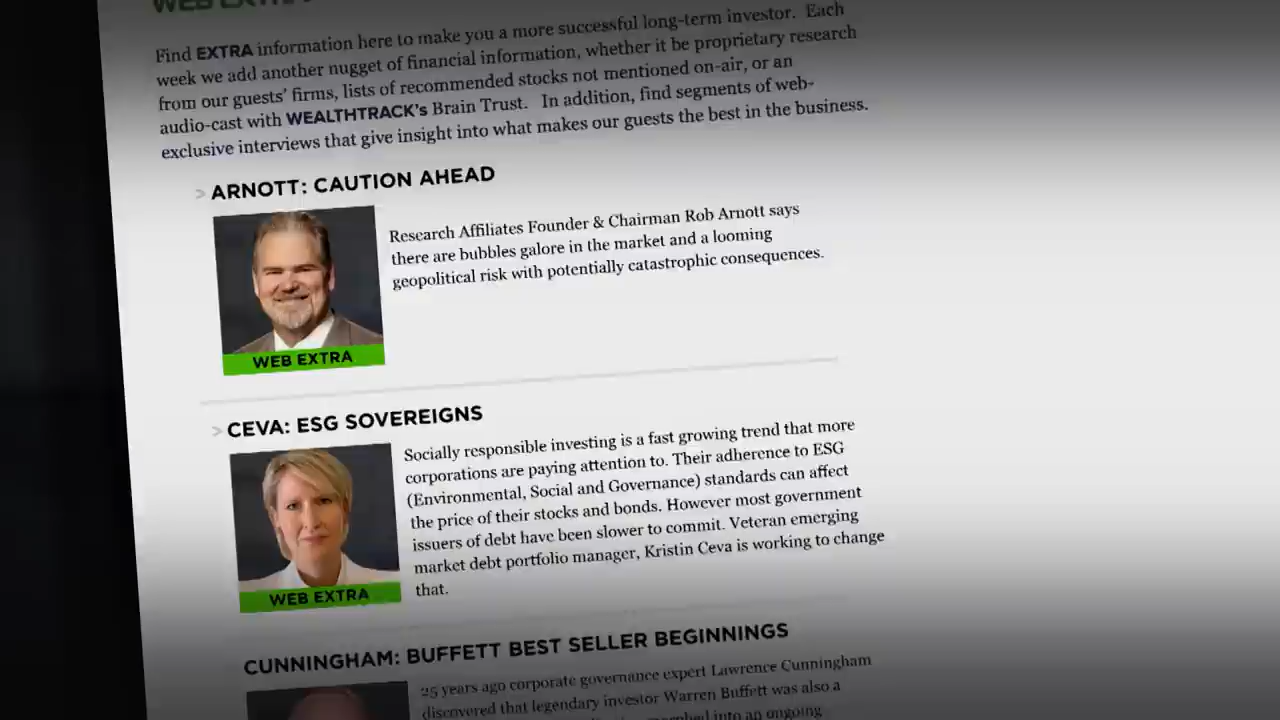 WEB EXTRA
Find EXTRA information here to make you a more successful long-term investor. Each
week we add another nugget of financial information, whether it be proprietary research
from our guests' firms, lists of recommended stocks not mentioned on-air, or an
audio-cast with WEALTHTRACK's Brain Trust. In addition, find segments of web-
exclusive interviews that give insight into what makes our guests the best in the business.
> ARNOTT: CAUTION AHEAD
Research Affiliates Founder & Chairman Rob Arnott says
there are bubbles galore in the market and a looming
geopolitical risk with potentially catastrophic consequences.
WEB EXTRA
> CEVA: ESG SOVEREIGNS
Socially responsible investing is a fast growing trend that more
corporations are paying attention to. Their adherence to ESG
(Environmental, Social and Governance) standards can affect
the price of their stocks and bonds. However most government
issuers of debt have been slower to commit. Veteran emerging
market debt portfolio manager, Kristin Ceva is working to change
that.
WEB EXTRA
CUNNINGHAM: BUFFETT BEST SELLER BEGINNINGS
25 years ago corporate governance expert Lawrence Cunningham
discovered that legendary investor Warren Buffett was also a
into an ongoing